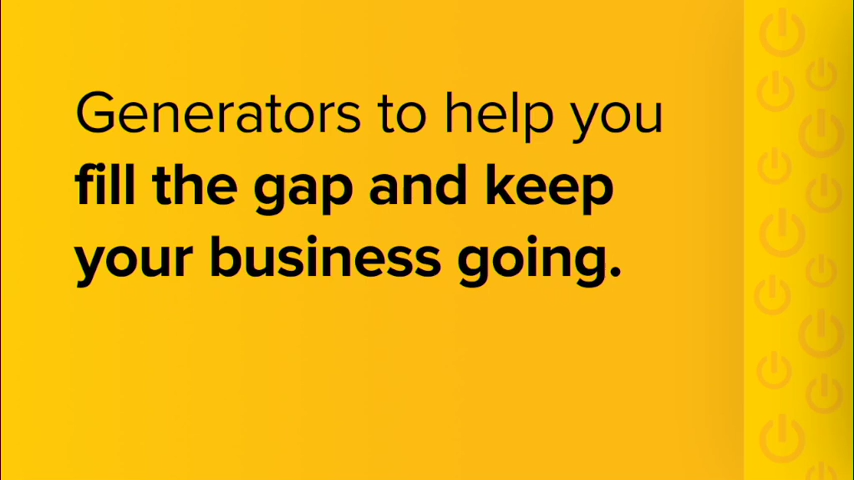 Generators to help you
fill the gap and keep
your business going.